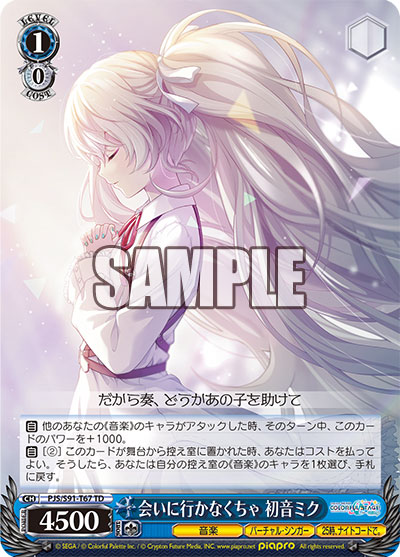 LEVEL
1
0
COST
SAMPLE
だから奏、どうかあの子を助けて
自 他のあなたの《音楽》のキャラがアタックした時、そのターン中、このカードのパワーを＋1000。
自 このカードが舞台から控え室に置かれた時、あなたはコストを払ってよい。そうしたら、あなたは自分の控え室の《音楽》のキャラを1枚選び、手札に戻す。
CH PJS/S91-T67 TD
会いに行かなくちゃ 初音ミク
COLORFUL STAGE!
POWER
4500
SOUL
音楽
バーチャル・シンガー
25時、ナイトコードで。
© SEGA / © Colorful Palette Inc. / © Crypton Future Media, INC. www.piapro.net piapro All rights reserved.